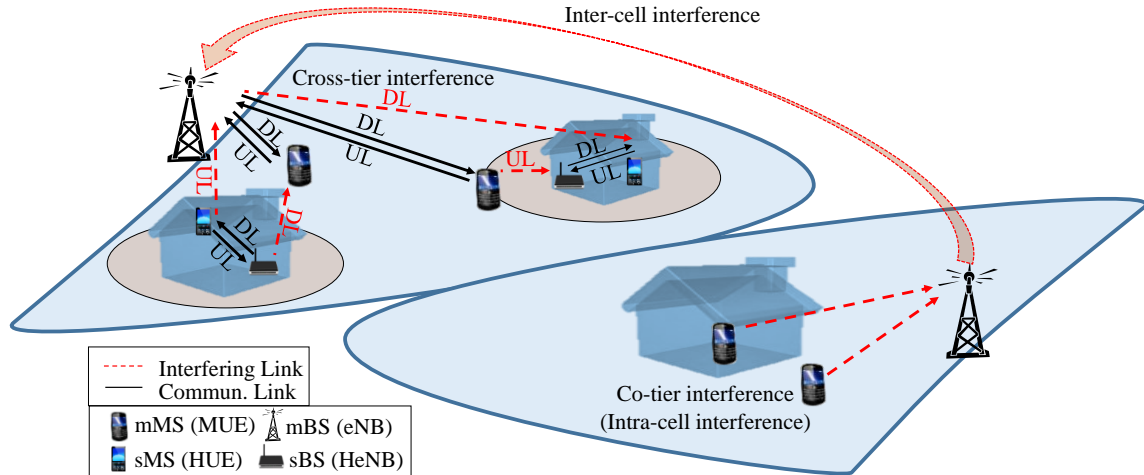 Inter-cell interference
Cross-tier interference
DL
DL
UL
DL
UL
UL
DL
UL
UL
DL
DL
UL
Co-tier interference
(Intra-cell interference)
Interfering Link
Commun. Link
mMS (MUE)
mBS (eNB)
sMS (HUE)
sBS (HeNB)